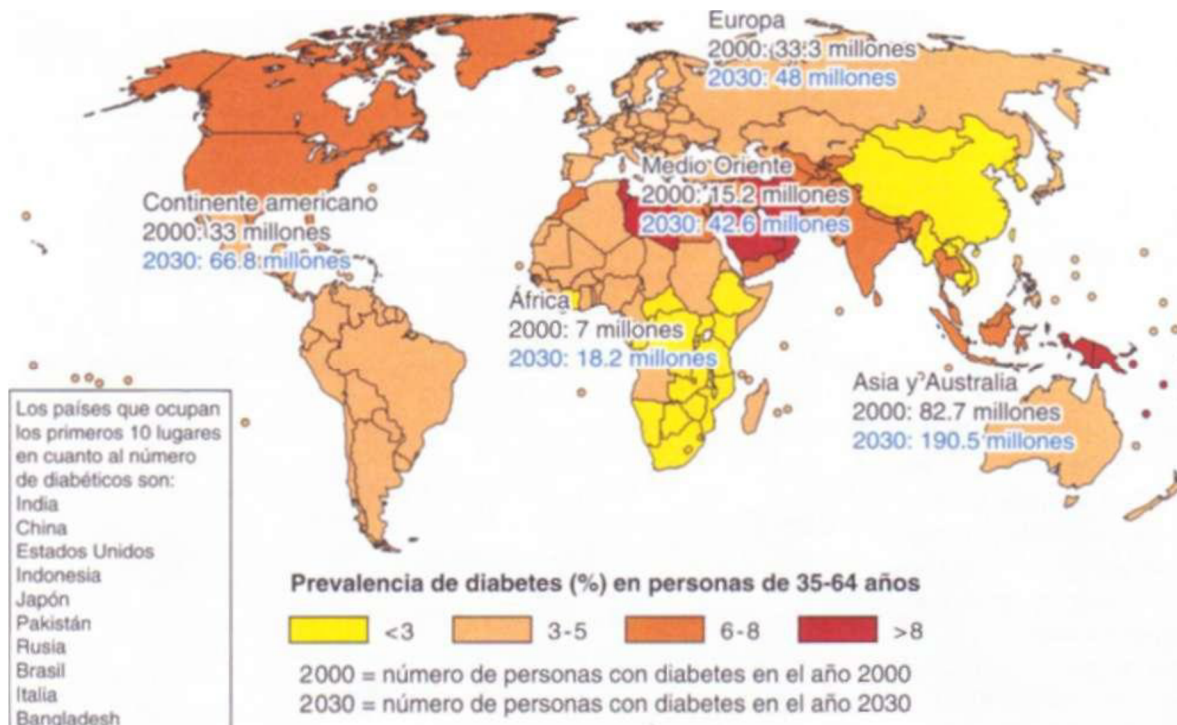 Europa
2000: 33.3 millones
2030: 48 millones
Medio Oriente
2000: 15.2 millones
2030: 42.6 millones
Continente americano
2000: 33 millones
2030: 66.8 millones
África
2000: 7 millones
2030: 18.2 millones
Asia y Australia
2000: 82.7 millones
2030: 190.5 millones
Los países que ocupan
los primeros 10 lugares
en cuanto al número
de diabéticos son:
India
China
Estados Unidos
Indonesia
Japón
Pakistán
Rusia
Brasil
Italia
Bangladesh
Prevalencia de diabetes (%) en personas de 35-64 años
<3
3-5
6-8
>8
2000 = número de personas con diabetes en el año 2000
2030 = número de personas con diabetes en el año 2030